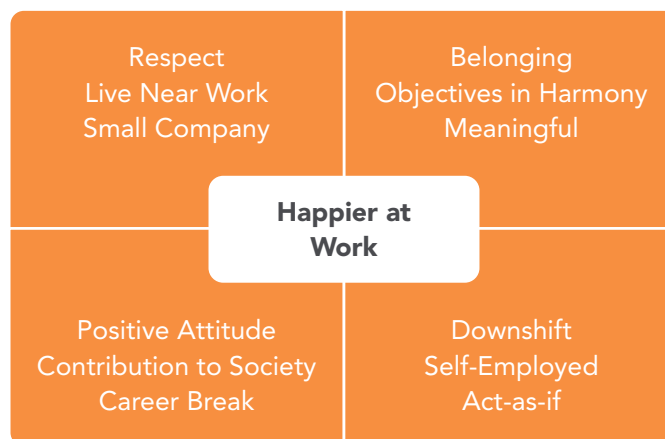 Respect
Live Near Work
Small Company
Belonging
Objectives in Harmony
Meaningful
Happier at
Work
Positive Attitude
Contribution to Society
Career Break
Downshift
Self-Employed
Act-as-if